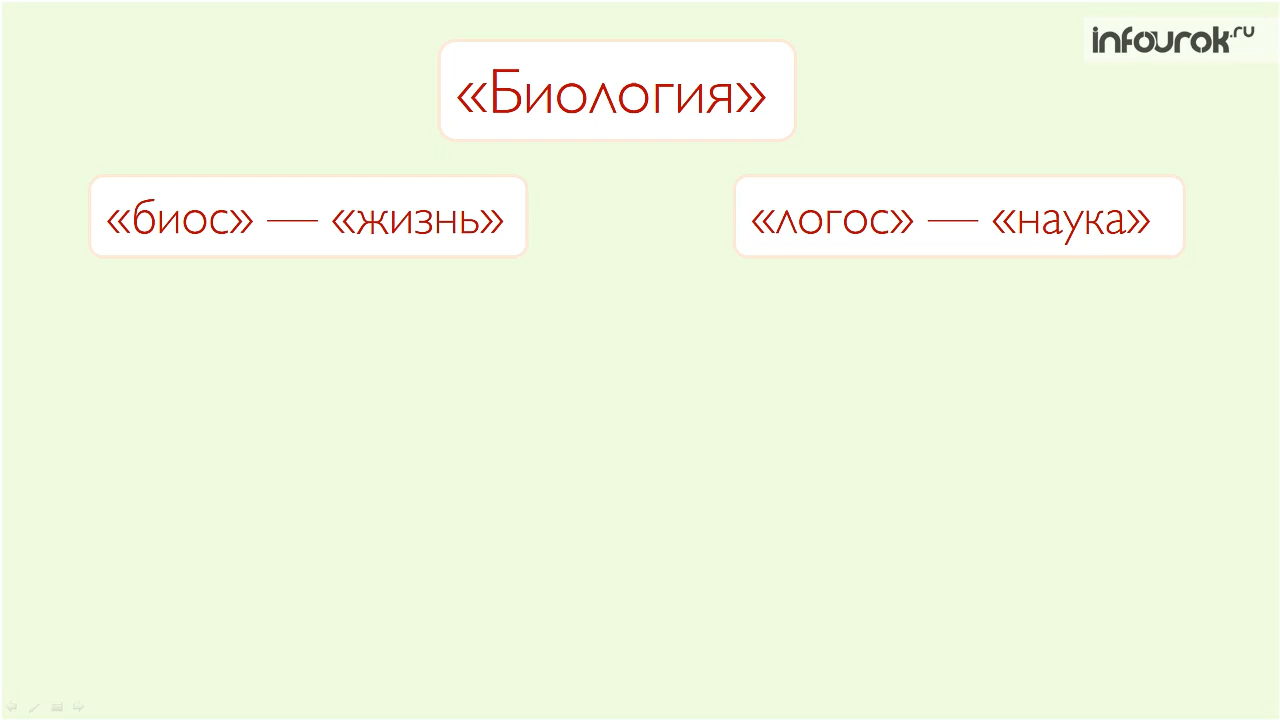 infourok.ru
«Биология»
«биос» — «жизнь»
«логос» — «наука»